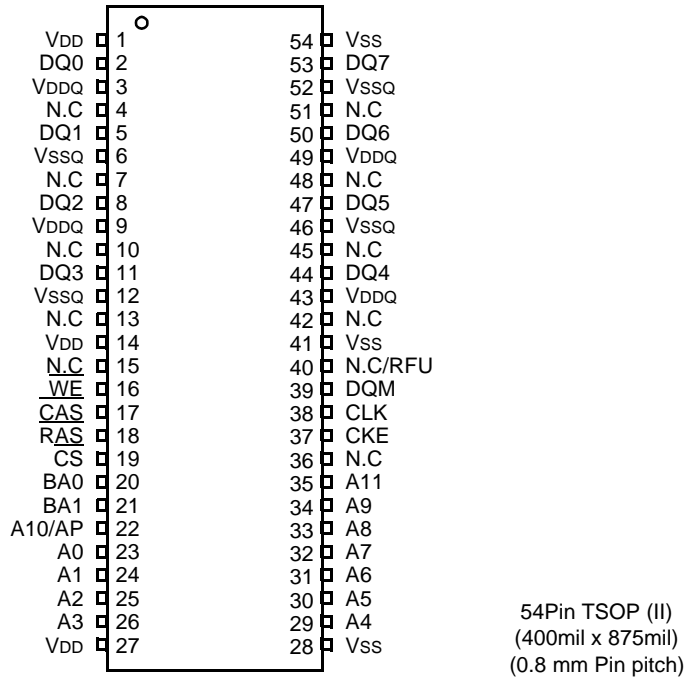 VDD 1 54 VSS
DQ0 2 53 DQ7
VDDQ 3 52 VSSQ
N.C 4 51 N.C
DQ1 5 50 DQ6
VSSQ 6 49 VDDQ
N.C 7 48 N.C
DQ2 8 47 DQ5
VDDQ 9 46 VSSQ
N.C 10 45 N.C
DQ3 11 44 DQ4
VSSQ 12 43 VDDQ
N.C 13 42 N.C
VDD 14 41 VSS
N.C 15 40 N.C/RFU
WE 16 39 DQM
CAS 17 38 CLK
RAS 18 37 CKE
CS 19 36 N.C
BA0 20 35 A11
BA1 21 34 A9
A10/AP 22 33 A8
A0 23 32 A7
A1 24 31 A6
A2 25 30 A5
A3 26 29 A4
VDD 27 28 VSS
54Pin TSOP (II)
(400mil x 875mil)
(0.8 mm Pin pitch)